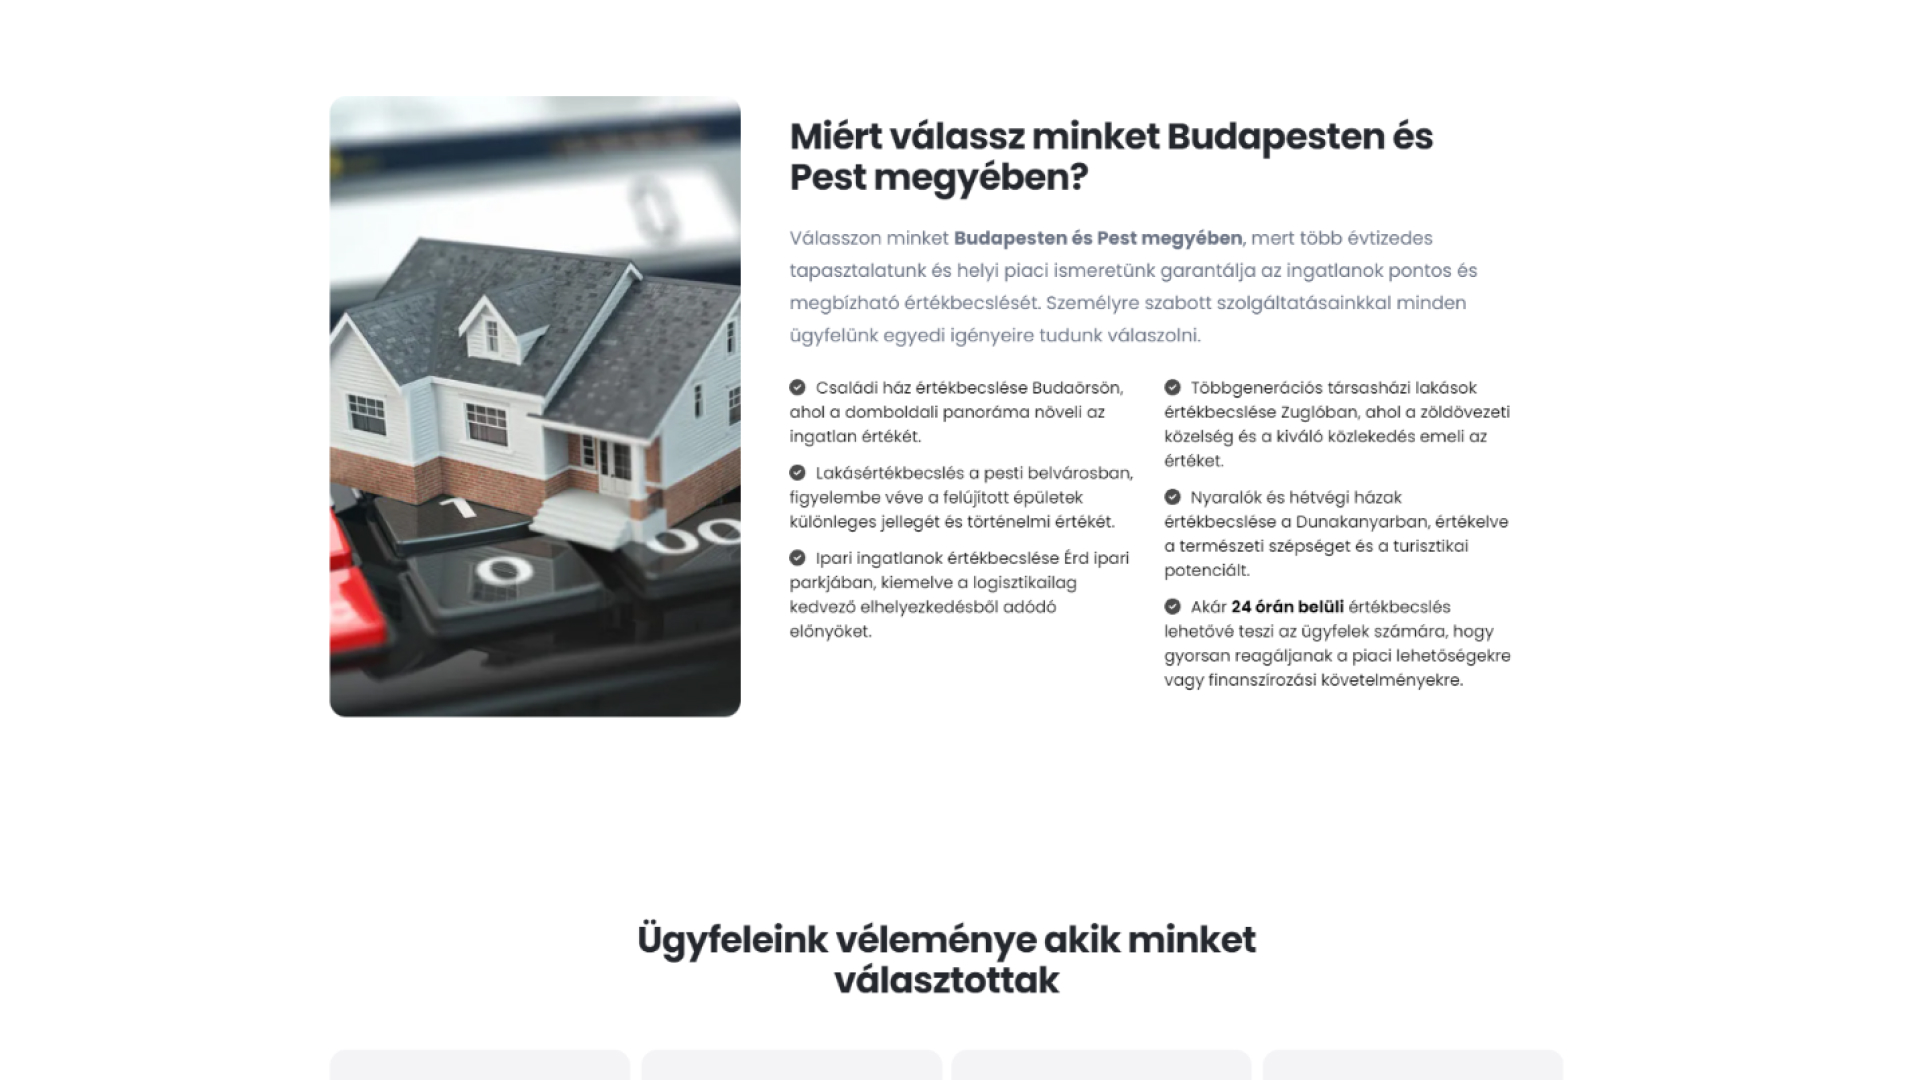 Miért válassz minket Budapesten és
Pest megyében?
Válasszon minket Budapesten és Pest megyében, mert több évtizedes
tapasztalatunk és helyi piaci ismeretünk garantálja az ingatlanok pontos és
megbízható értékbecslését. Személyre szabott szolgáltatásainkkal minden
ügyfelünk egyedi igényeire tudunk válaszolni.
Családi ház értékbecslése Budaörsön,
ahol a domboldali panoráma növeli az
ingatlan értékét.
Lakásértékbecslés a pesti belvárosban,
figyelembe véve a felújított épületek
különleges jellegét és történelmi értékét.
Ipari ingatlanok értékbecslése Érd ipari
parkjában, kiemelve a logisztikailag
kedvező elhelyezkedésből adódó
előnyöket.
Többgenerációs társasházi lakások
értékbecslése Zuglóban, ahol a zöldövezeti
közelség és a kiváló közlekedés emeli az
értéket.
Nyaralók és hétvégi házak
értékbecslése a Dunakanyarban, értékelve
a természeti szépséget és a turisztikai
potenciált.
Akár 24 órán belüli értékbecslés
lehetővé teszi az ügyfelek számára, hogy
gyorsan reagáljanak a piaci lehetőségekre
vagy finanszírozási követelményekre.
0
1
0
00
Ügyfeleink véleménye akik minket
választottak